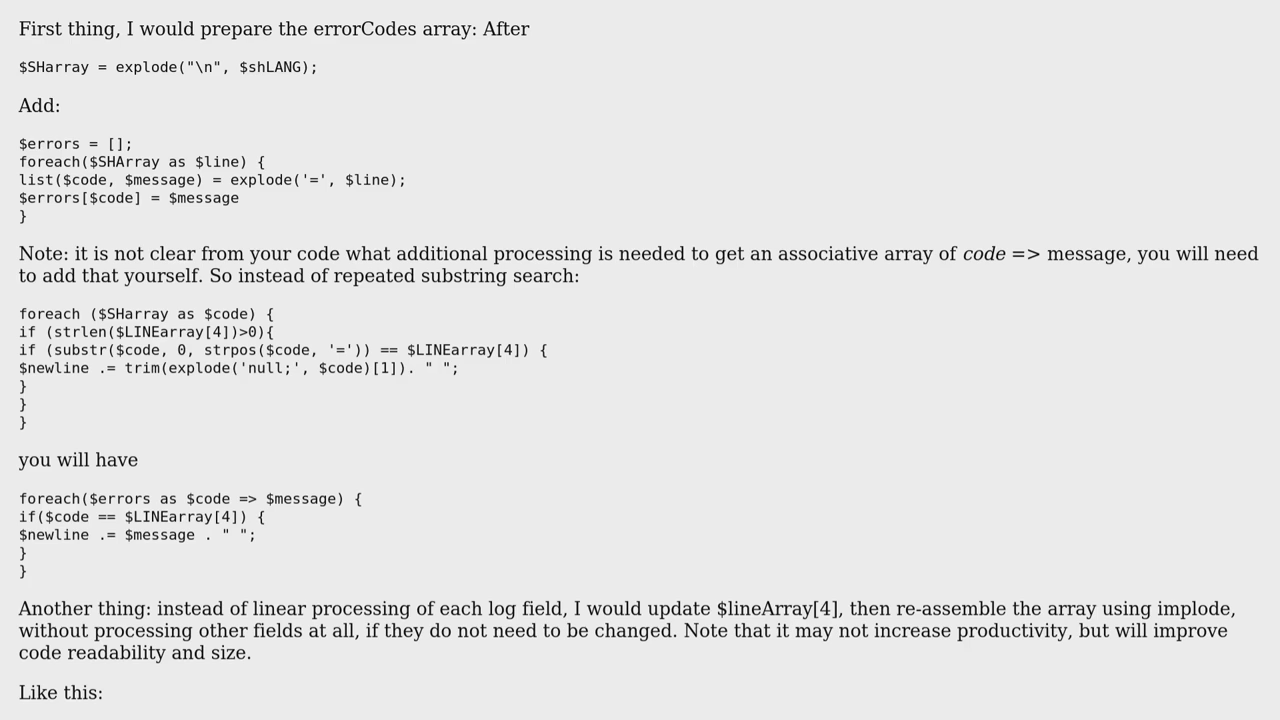 First thing, I would prepare the errorCodes array: After
$SHarray = explode("\n", $shLANG);
Add:
$errors = [];
foreach($SHArray as $line) {
list($code, $message) = explode('=', $line);
$errors[$code] = $message
}
Note: it is not clear from your code what additional processing is needed to get an associative array of code => message, you will need
to add that yourself. So instead of repeated substring search:
foreach ($SHarray as $code) {
if (strlen($LINEarray[4])>0){
if (substr($code, 0, strpos($code, '=')) == $LINEarray[4]) {
$newline .= trim(explode('null;', $code)[1]). " ";
}
}
}
you will have
foreach($errors as $code => $message) {
if($code == $LINEarray[4]) {
$newline .= $message . " ";
}
}
Another thing: instead of linear processing of each log field, I would update $lineArray[4], then re-assemble the array using implode,
without processing other fields at all, if they do not need to be changed. Note that it may not increase productivity, but will improve
code readability and size.
Like this: